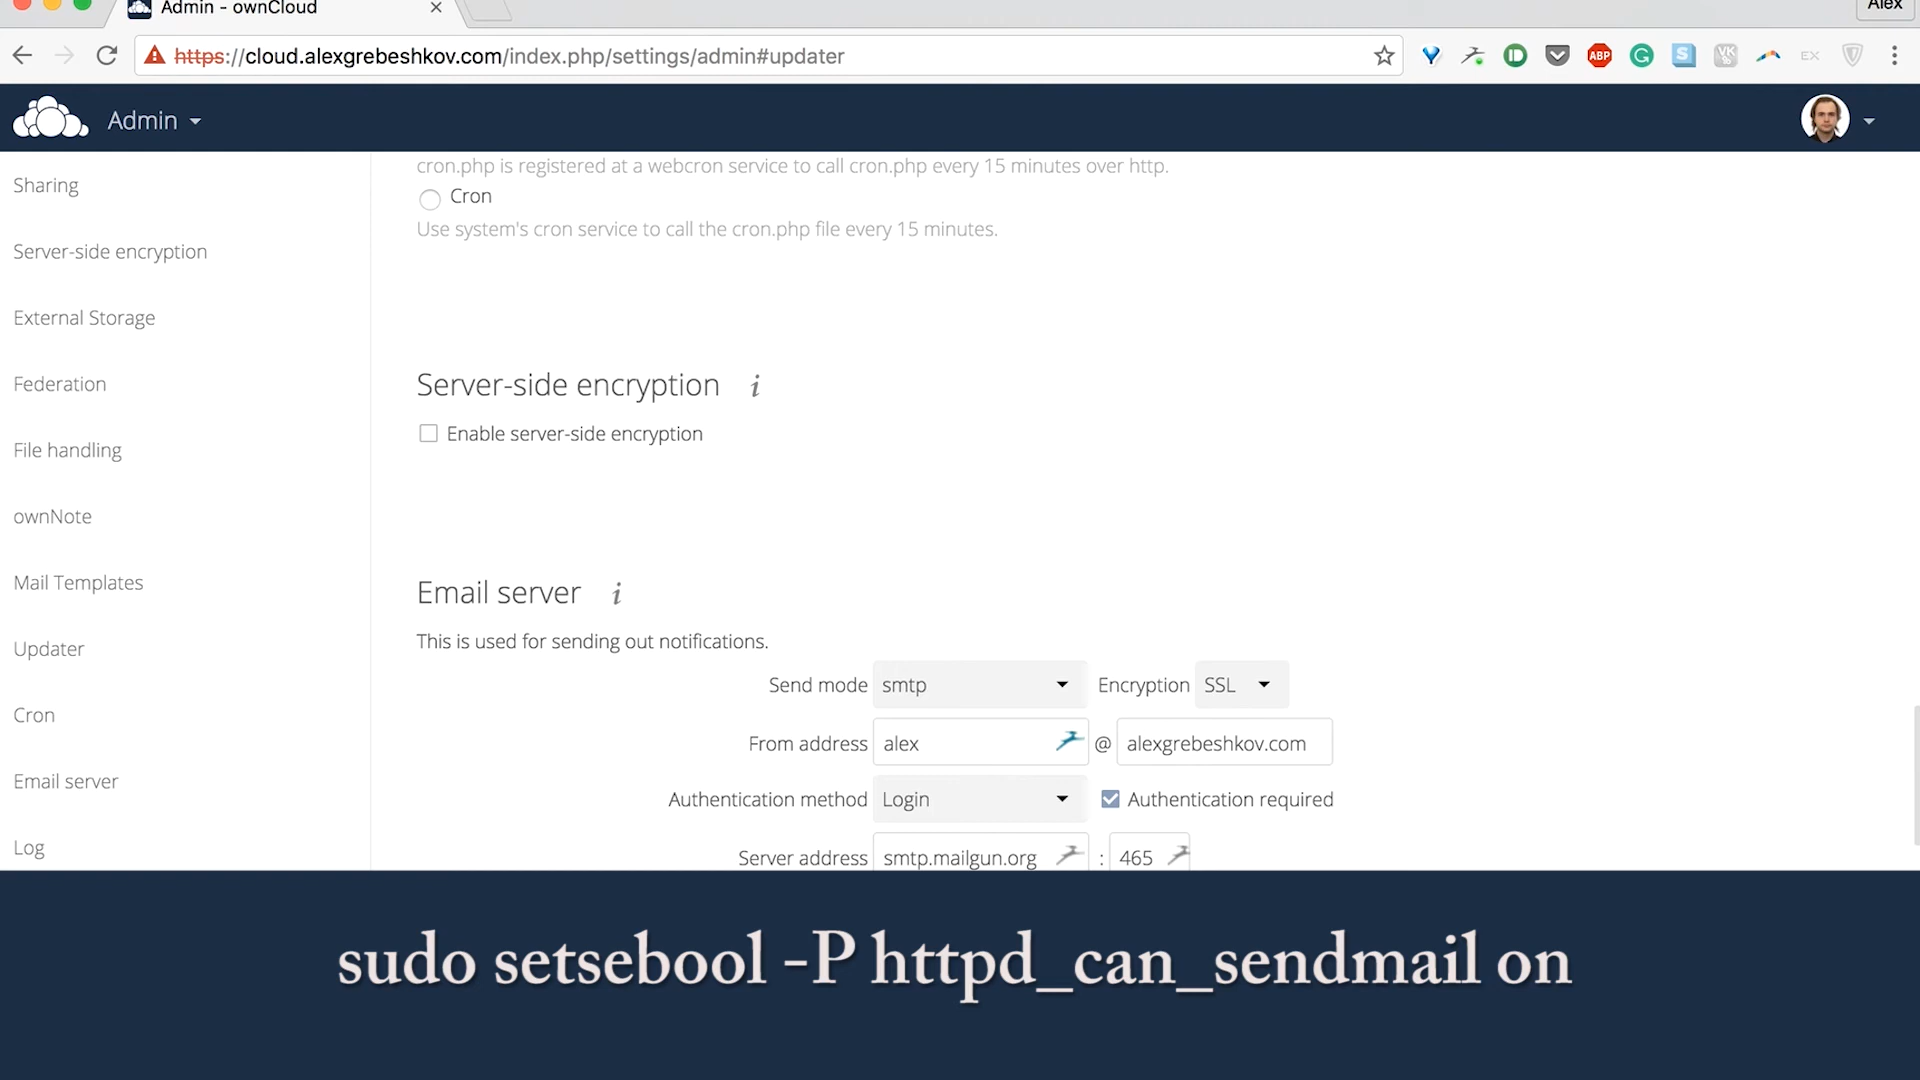 Admin - ownCloud
Alex
https://cloud.alexgrebeshkov.com/index.php/settings/admin#updater
ABP
G
S
VK
%
EX
Admin
cron.php is registered at a webcron service to call cron.php every 15 minutes over http.
Cron
Use system's cron service to call the cron.php file every 15 minutes.
Sharing
Server-side encryption
External Storage
Federation
File handling
ownNote
Mail Templates
Updater
Cron
Email server
Log
Server-side encryption i
Enable server-side encryption
Email server i
This is used for sending out notifications.
Send mode smtp Encryption SSL
From address alex @ alexgrebeshkov.com
Authentication method Login Authentication required
Server address smtp.mailgun.org : 465
sudo setsebool -P httpd_can_sendmail on